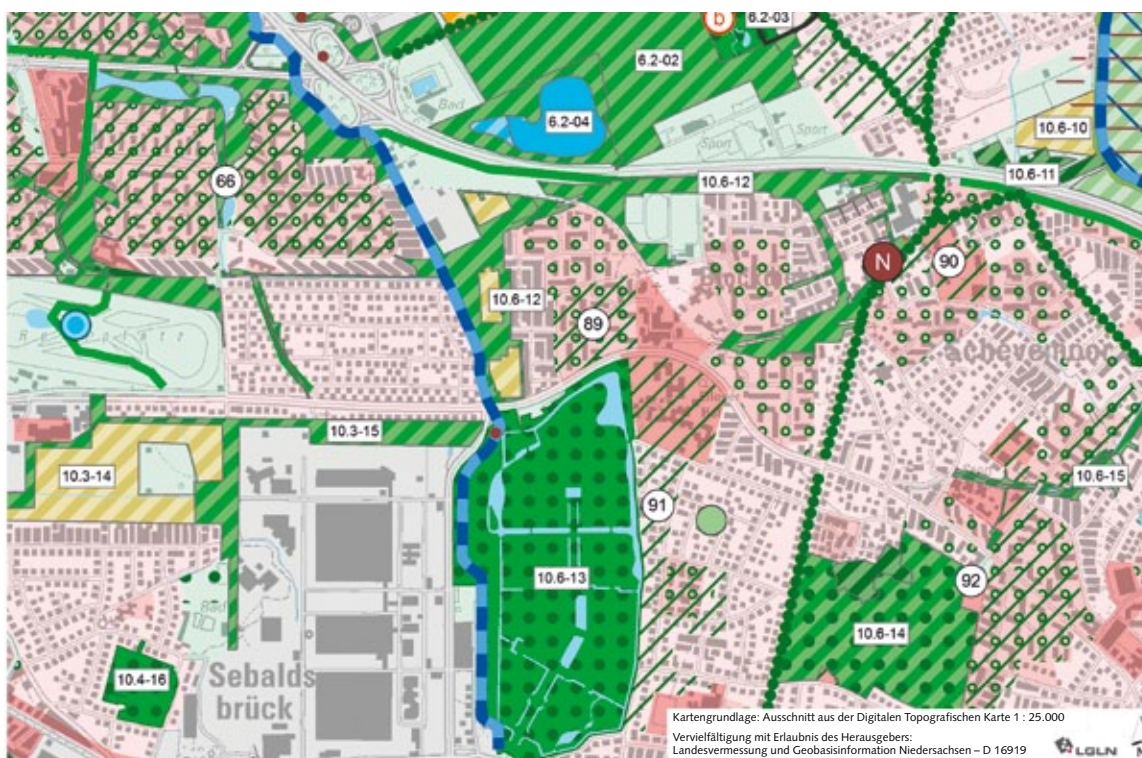 b
6.2-03
20
6.2-02
Bad
6.2-04
Sport
Sport
10.6-10
10.6-11
10.6-12
66
N
90
10.6-12
89
achevemoor
10.3-15
10.3-14
10.6-15
91
92
10.6-13
10.6-14
Bad
10.4-16
Sebalds
brück
Kartengrundlage: Ausschnitt aus der Digitalen Topografischen Karte 1 : 25.000
Vervielfältigung mit Erlaubnis des Herausgebers:
Landesvermessung und Geobasisinformation Niedersachsen – D 16919
LGLN